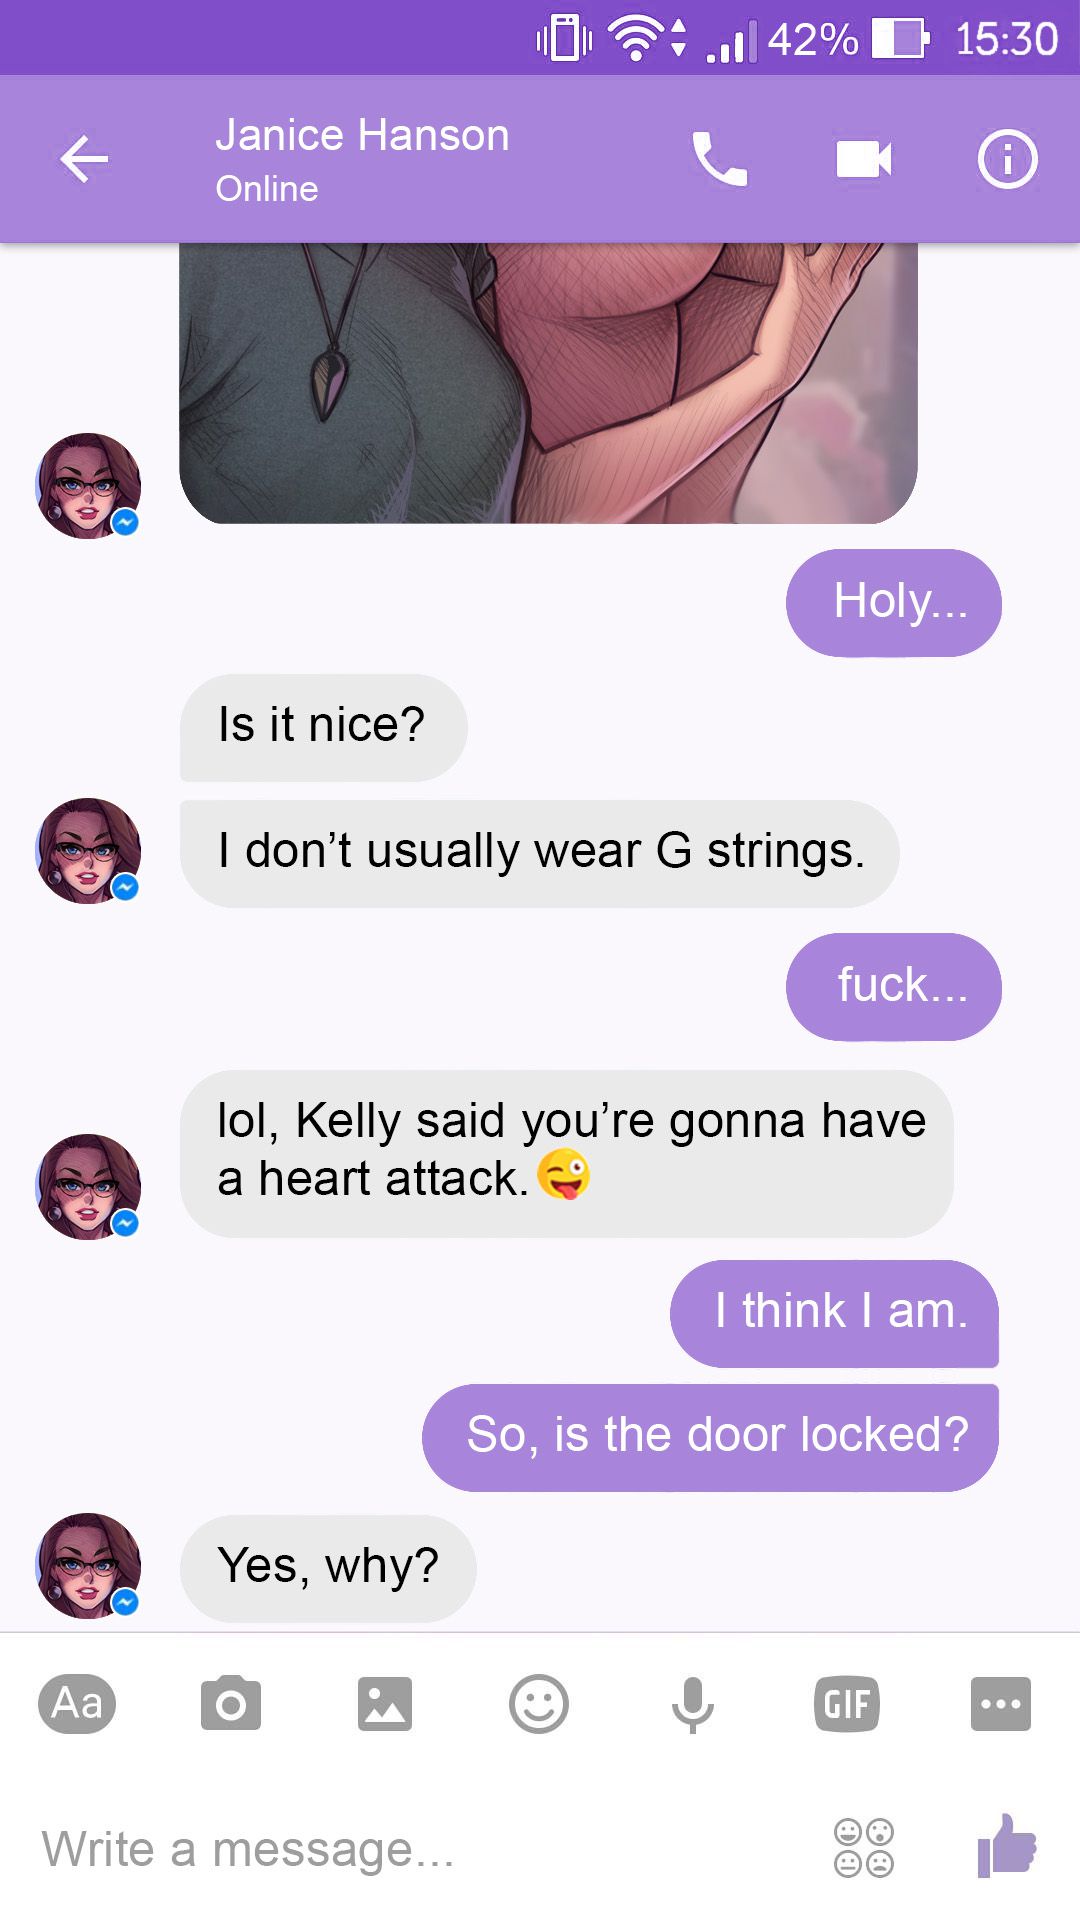 42% 15:30
Janice Hanson
Online
Holy...
Is it nice?
I don’t usually wear G strings.
fuck...
lol, Kelly said you’re gonna have
a heart attack.
I think I am.
So, is the door locked?
Yes, why?
Aa
GIF
Write a message...